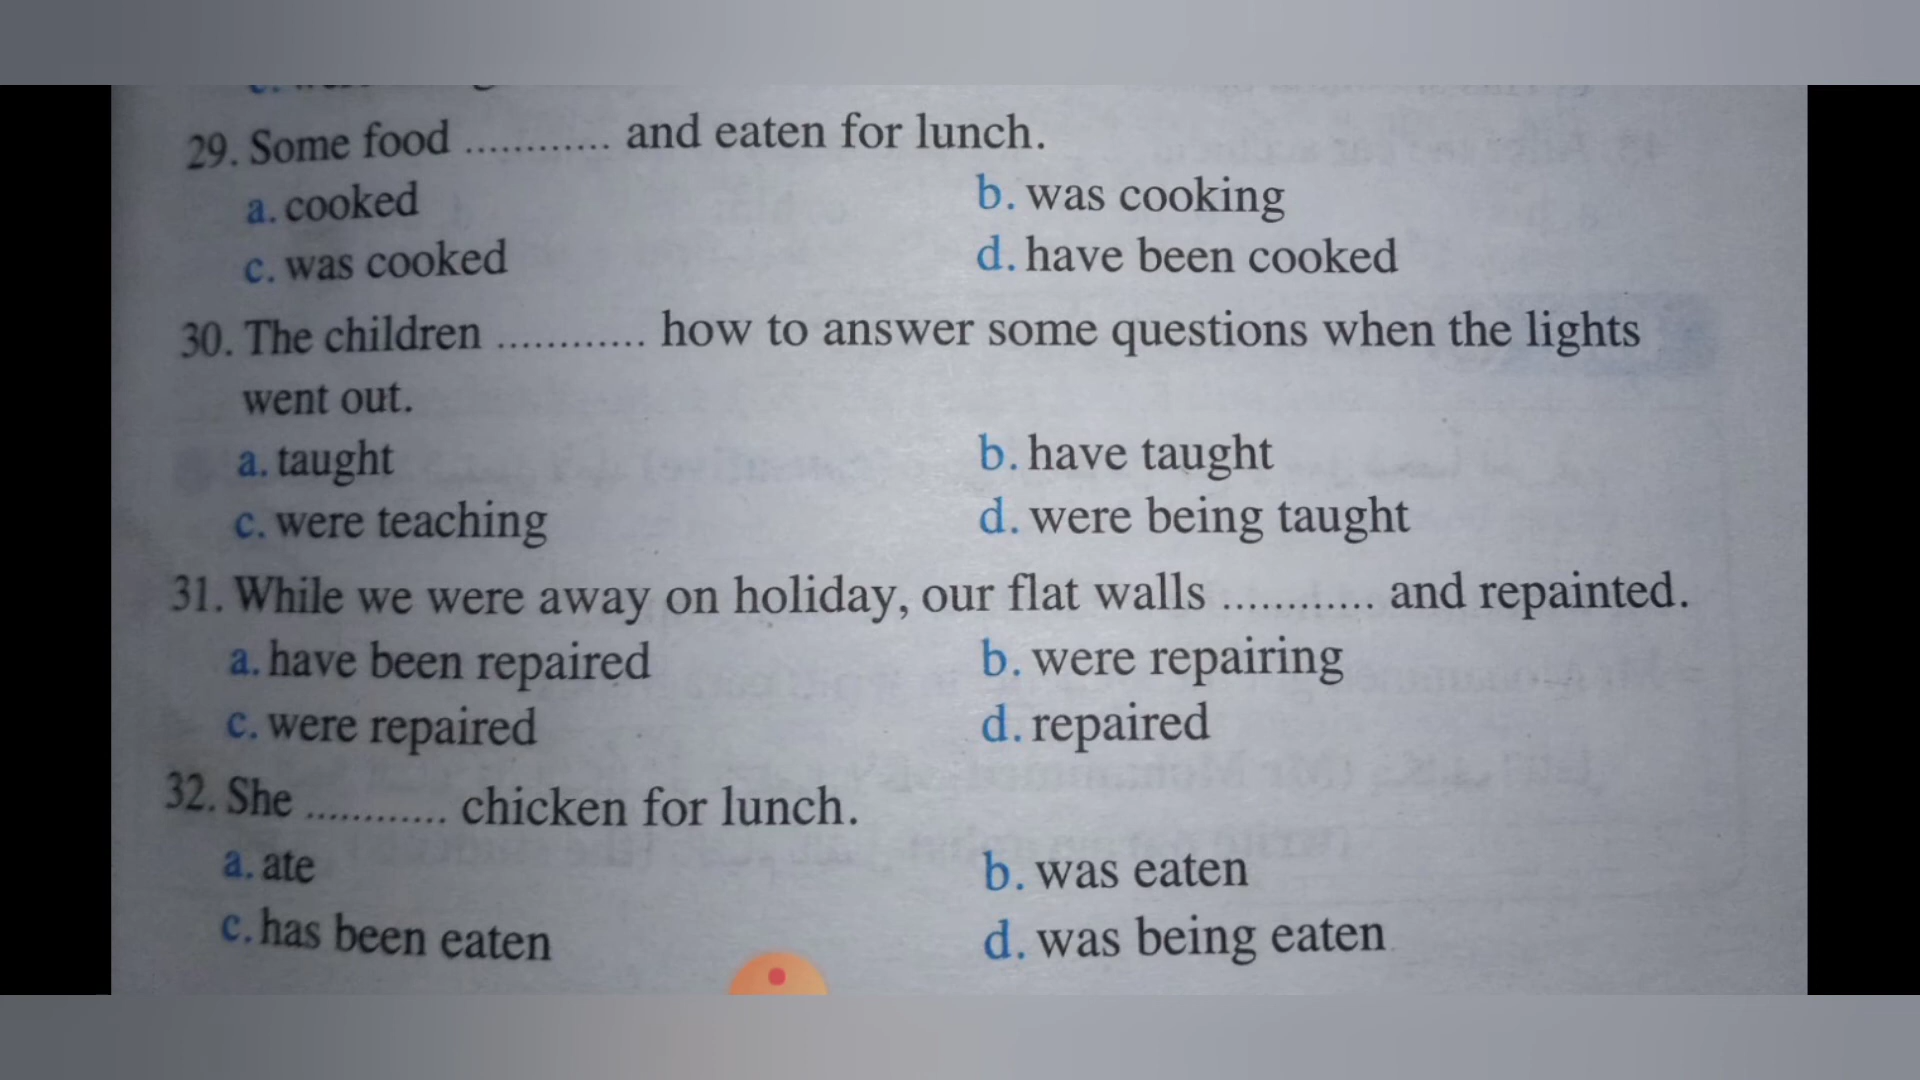 29. Some food ............ and eaten for lunch.
a. cooked
b. was cooking
c. was cooked
d. have been cooked
30. The children ............ how to answer some questions when the lights
went out.
a. taught
b. have taught
c. were teaching
d. were being taught
31. While we were away on holiday, our flat walls ............ and repainted.
a. have been repaired
b. were repairing
c. were repaired
d. repaired
32. She ............ chicken for lunch.
a. ate
b. was eaten
c. has been eaten
d. was being eaten